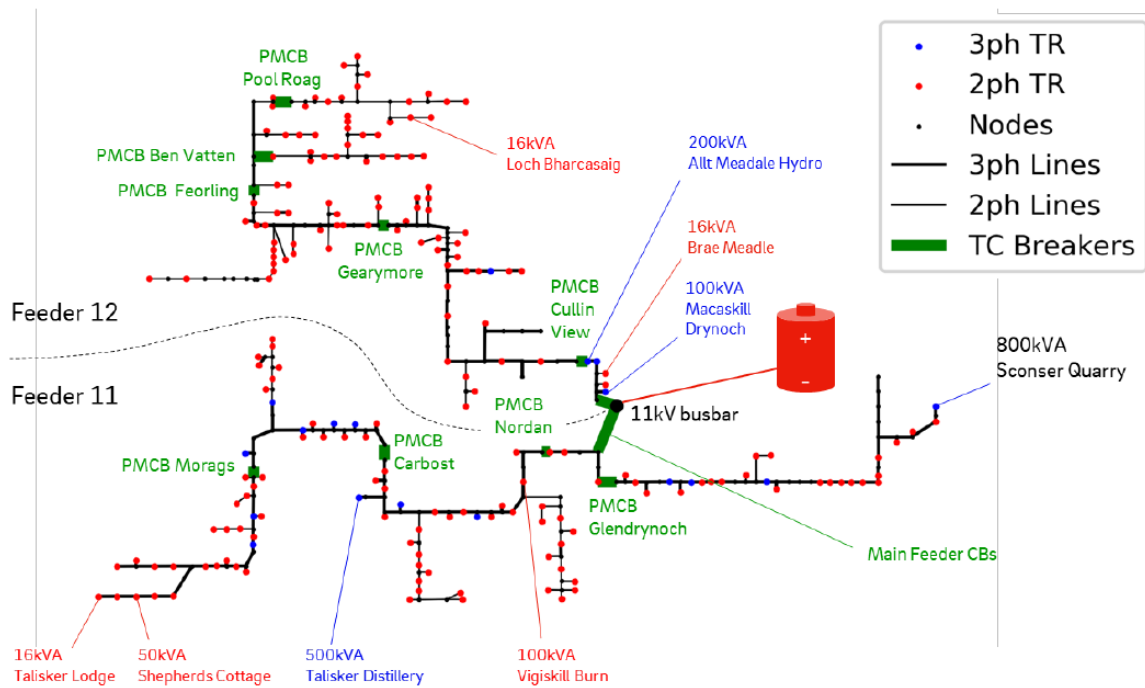 PMCB
Pool Roag
PMCB Ben Vatten
PMCB Feorling
PMCB
Gearymore
16kVA
Loch Bharcasaig
200kVA
Allt Meadale Hydro
16kVA
Brae Meadle
100kVA
Macaskill
Drynoch
PMCB
Cullin
View
3ph TR
2ph TR
Nodes
3ph Lines
2ph Lines
TC Breakers
Feeder 12
Feeder 11
+
-
800kVA
Sconser Quarry
11kV busbar
PMCB
Nordan
PMCB
Carbost
PMCB Morags
PMCB
Glendrynoch
Main Feeder CBs
16kVA
Talisker Lodge
50kVA
Shepherds Cottage
500kVA
Talisker Distillery
100kVA
Vigiskill Burn